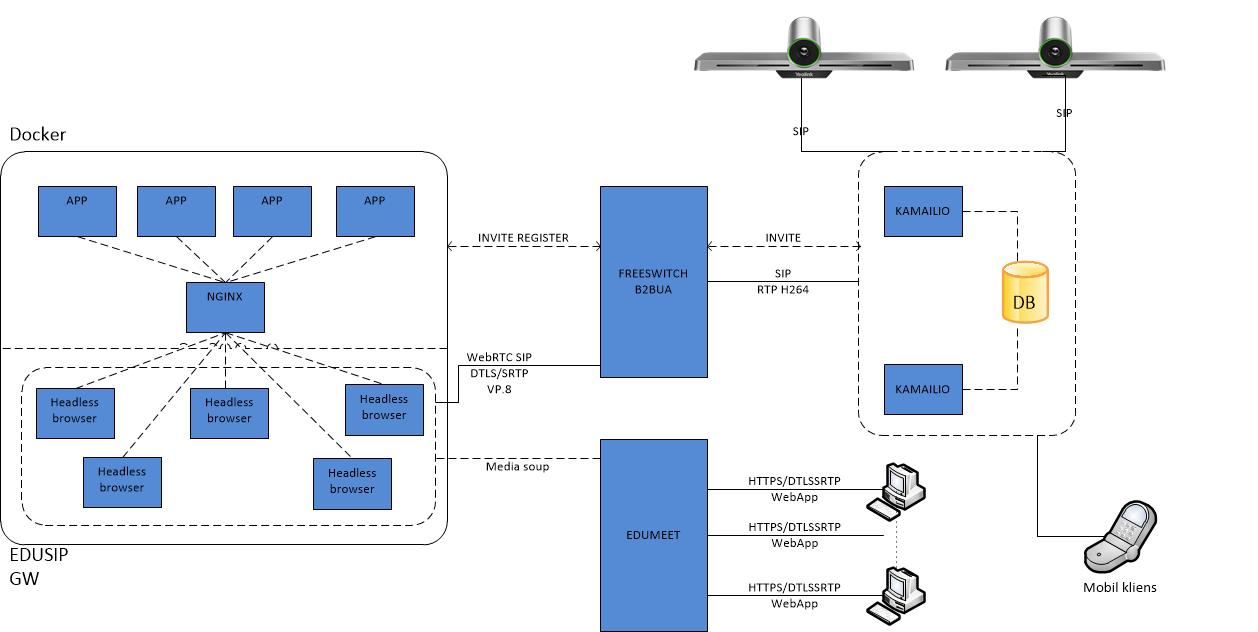 Yealink
Yealink
SIP
SIP
Docker
APP
APP
APP
APP
NGINX
Headless
browser
Headless
browser
Headless
browser
Headless
browser
Headless
browser
EDUSIP
GW
INVITE REGISTER
WebRTC SIP
DTLS/SRTP
VP.8
Media soup
FREESWITCH
B2BUA
INVITE
SIP
RTP H264
KAMAILIO
DB
KAMAILIO
EDUMEET
HTTPS/DTLSSRTP
WebApp
HTTPS/DTLSSRTP
WebApp
HTTPS/DTLSSRTP
WebApp
Mobil kliens